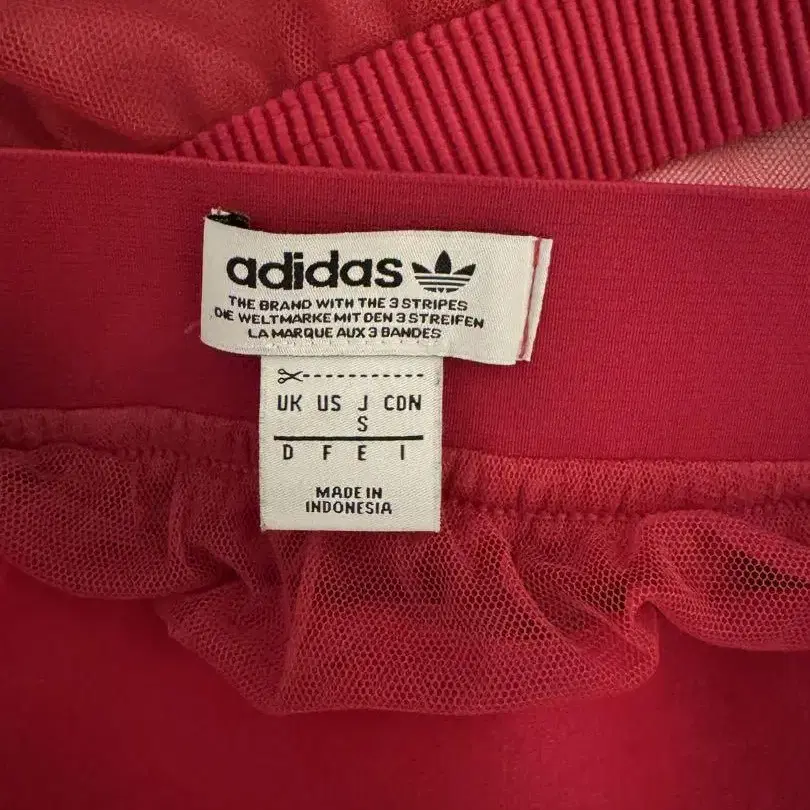 adidas
THE BRAND WITH THE 3 STRIPES
DIE WELTMARKE MIT DEN 3 STREIFEN
LA MARQUE AUX 3 BANDES
UK US J CDN
S
D F E I
MADE IN
INDONESIA